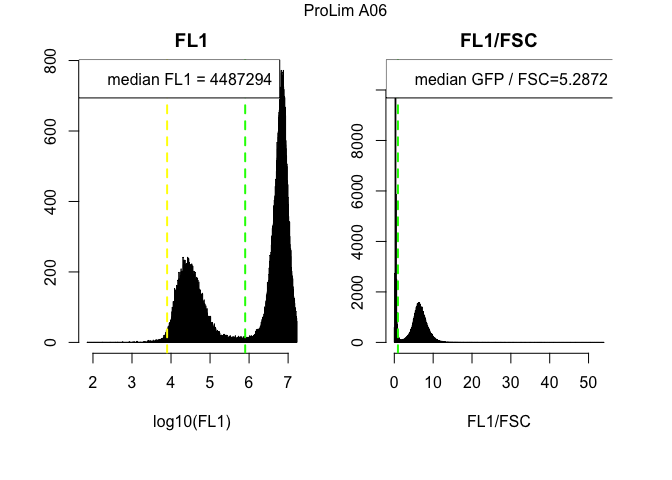 ProLim A06
FL1
median FL1 = 4487294
0 200 400 600 800
2 3 4 5 6 7
log10(FL1)
FL1/FSC
median GFP / FSC=5.2872
0 2000 4000 6000 8000
0 10 20 30 40 50
FL1/FSC